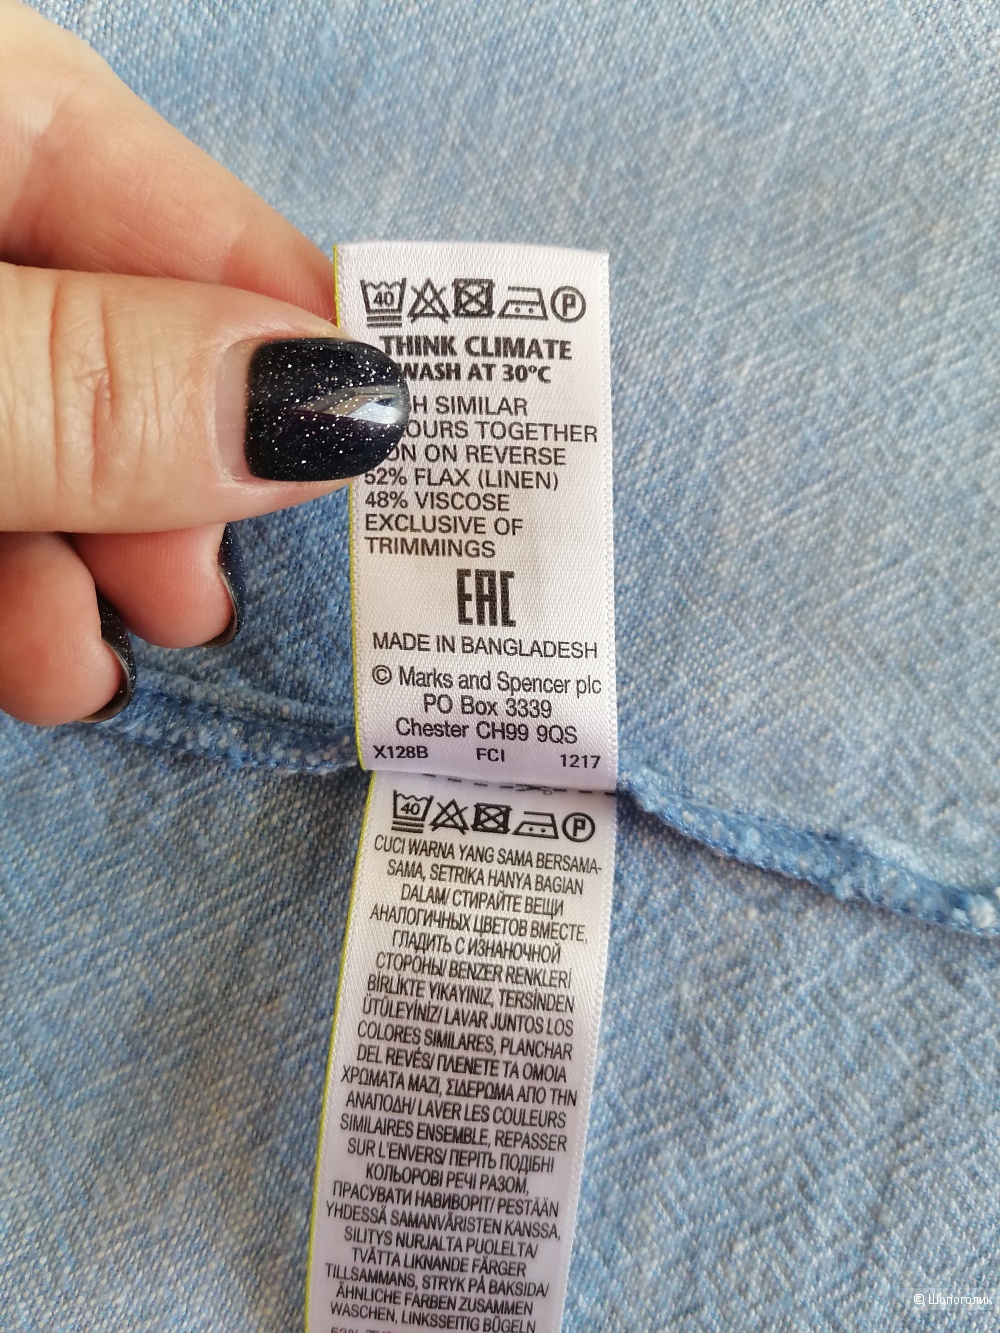 40 P
THINK CLIMATE
WASH AT 30°C
SIMILAR
TOGETHER
ON REVERSE
52% FLAX (LINEN)
48% VISCOSE
EXCLUSIVE OF
TRIMMINGS
EAC
MADE IN BANGLADESH
© Marks and Spencer plc
PO Box 3339
Chester CH99 9QS
X128B FCI 1217
40 P
CUCI WARNA YANG SAMA BERSAMA-
SAMA, SETRIKA HANYA BAGIAN
DALAM/ СТИРАЙТЕ ВЕЩИ
АНАЛОГИЧНЫХ ЦВЕТОВ ВМЕСТЕ,
ГЛАДИТЬ С ИЗНАНОЧНОЙ
СТОРОНЫ/ BENZER RENKLERİ
BİRLİKTE YIKAYINIZ, TERSİNDEN
ÜTÜLEYİNİZ/ LAVAR JUNTOS LOS
COLORES SIMILARES, PLANCHAR
DEL REVÉS/ ΠΛΕΝΕΤΕ ΤΑ ΟΜΟΙΑ
ΧΡΩΜΑΤΑ ΜΑΖΙ, ΣΙΔΕΡΩΜΑ ΑΠΟ ΤΗΝ
ΑΝΑΠΟΔΗ/ LAVER LES COULEURS
SIMILAIRES ENSEMBLE, REPASSER
SUR L'ENVERS/ ПЕРІТЬ ПОДІБНІ
КОЛЬОРОВІ РЕЧІ РАЗОМ,
ПРАСУВАТИ НАВИВОРІТ/ PESTÄÄN
YHDESSÄ SAMANVÄRISTEN KANSSA,
SILITYS NURJALTA PUOLELTA/
TVÄTTA LIKNANDE FÄRGER
TILLSAMMANS, STRYK PÅ BAKSIDA/
ÄHNLICHE FARBEN ZUSAMMEN
WASCHEN, LINKSSEITIG BÜGELN
© Шопоголик